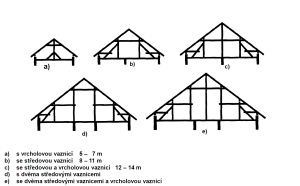 a)
b)
c)
d)
e)
a) s vrcholovou vaznicí 5 – 7 m
b) se středovou vaznicí 8 – 11 m
c) se středovou a vrcholovou vaznicí 12 – 14 m
d) s dvěma středovými vaznicemi
e) se dvěma středovými vaznicemi a vrcholovou vaznicí